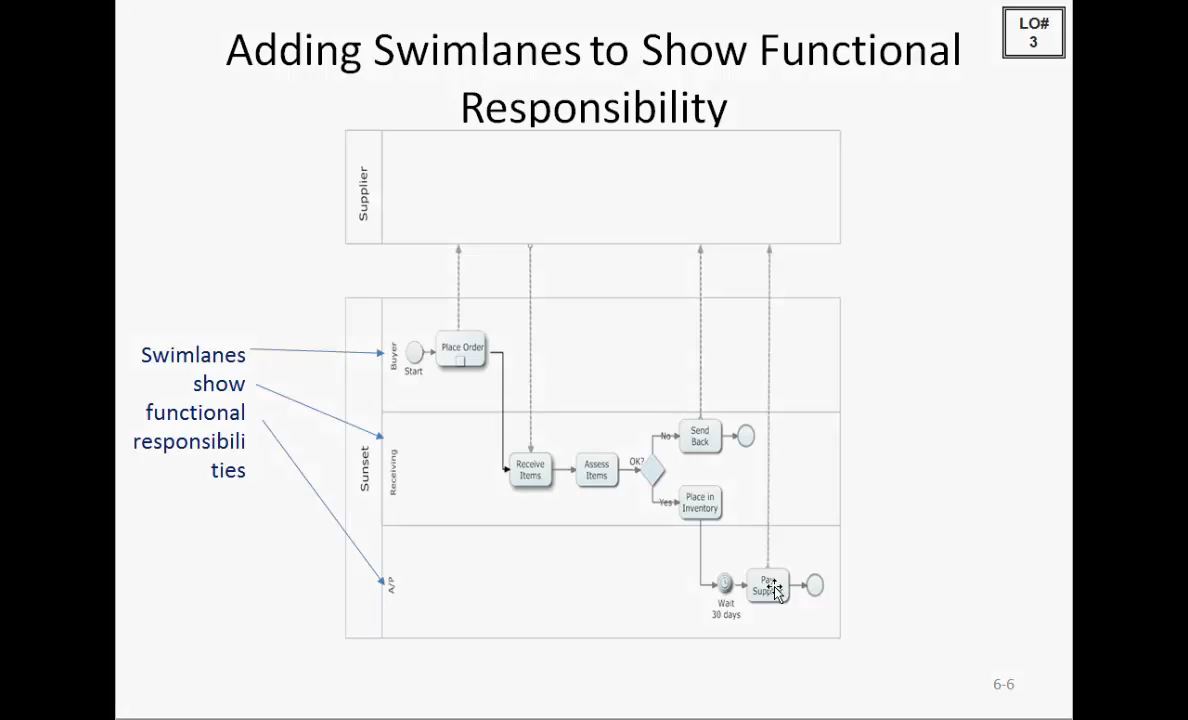 Adding Swimlanes to Show Functional
Responsibility
LO#
3
Supplier
Swimlanes
show
functional
responsibili
ties
Sunset
Buyer
Start
Place Order
Receiving
Receive
Items
Assess
Items
OK?
No
Send
Back
Yes
Place in
Inventory
A/P
Wait
30 days
6-6